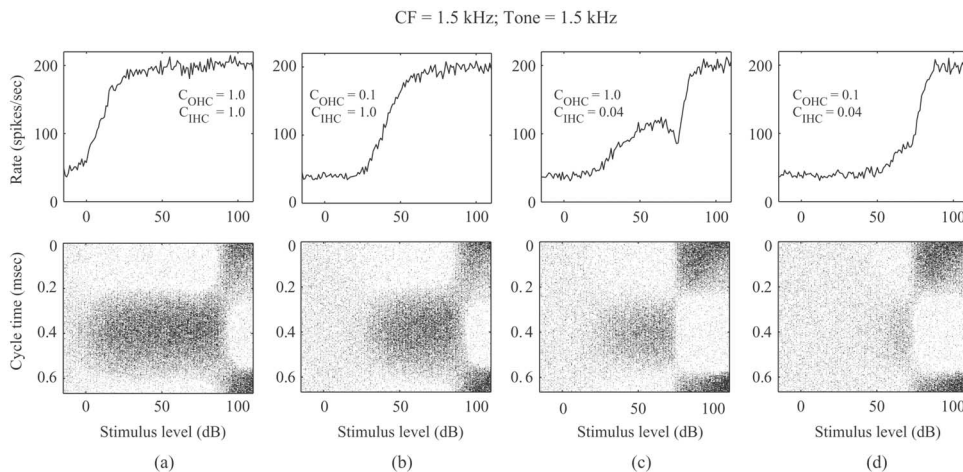 CF = 1.5 kHz; Tone = 1.5 kHz
Rate (spikes/sec)
200
100
0
C_OHC = 1.0
C_IHC = 1.0
0 50 100
200
100
0
C_OHC = 0.1
C_IHC = 1.0
0 50 100
200
100
0
C_OHC = 1.0
C_IHC = 0.04
0 50 100
200
100
0
C_OHC = 0.1
C_IHC = 0.04
0 50 100
Cycle time (msec)
0
0.2
0.4
0.6
0 50 100
Stimulus level (dB)
(a)
0
0.2
0.4
0.6
0 50 100
Stimulus level (dB)
(b)
0
0.2
0.4
0.6
0 50 100
Stimulus level (dB)
(c)
0
0.2
0.4
0.6
0 50 100
Stimulus level (dB)
(d)